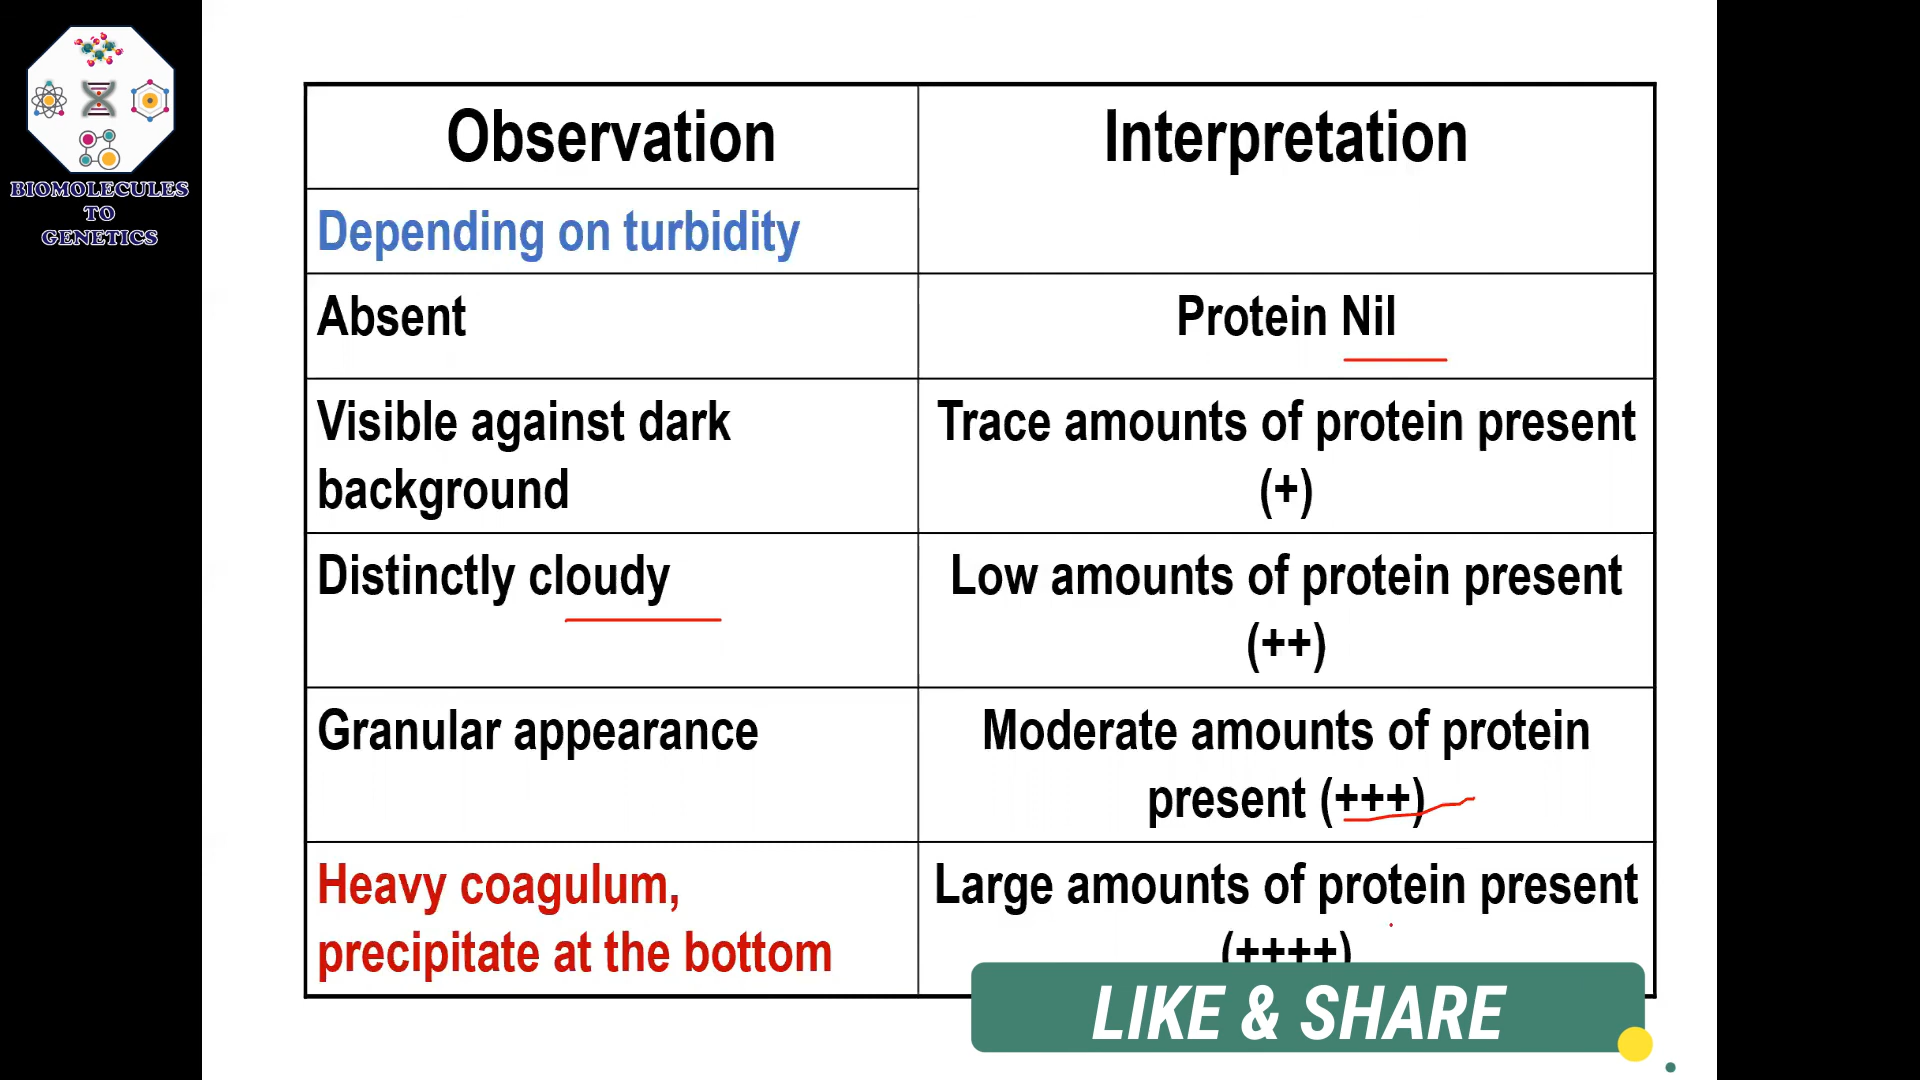 BIOMOLECULES
TO
GENETICS
Observation
Interpretation
Depending on turbidity
Absent
Protein Nil
Visible against dark
background
Trace amounts of protein present
(+)
Distinctly cloudy
Low amounts of protein present
(++)
Granular appearance
Moderate amounts of protein
present (+++)
Heavy coagulum,
precipitate at the bottom
Large amounts of protein present
(++++)
LIKE & SHARE